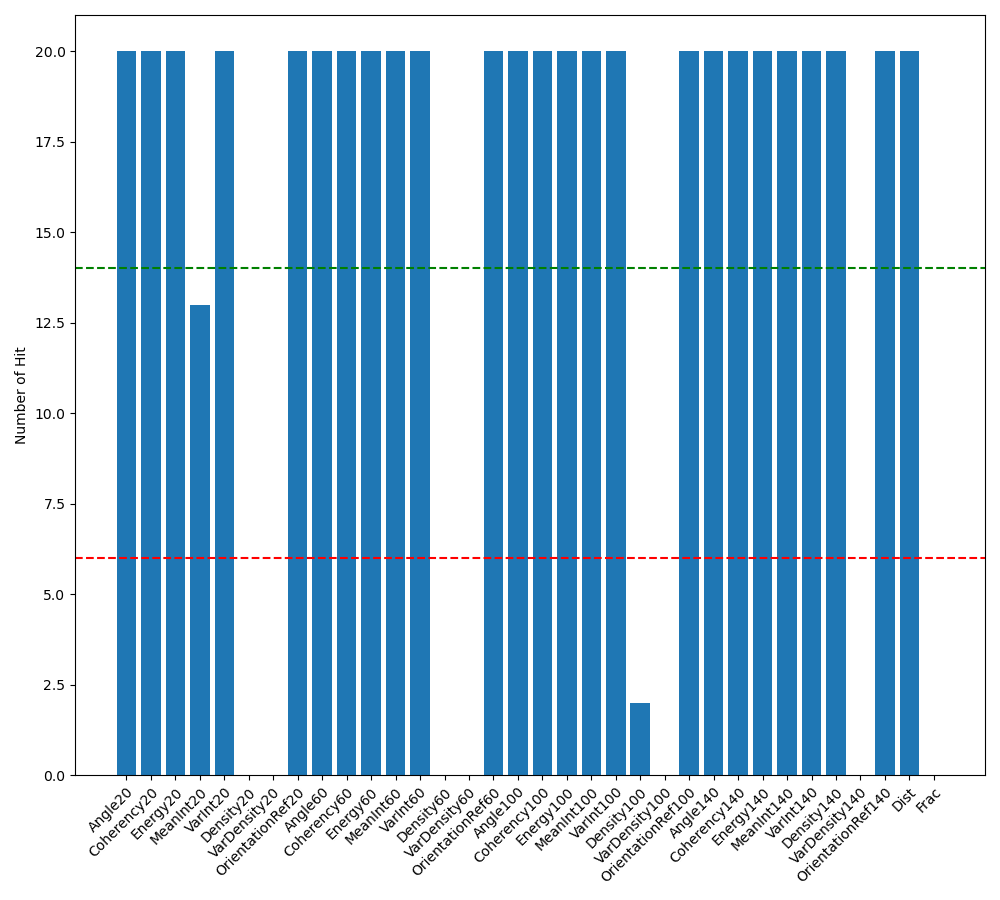 Number of Hit
20.0
17.5
15.0
12.5
10.0
7.5
5.0
2.5
0.0
Angle20
Coherency20
Energy20
MeanInt20
VarInt20
Density20
VarDensity20
OrientationRef20
Angle60
Coherency60
Energy60
MeanInt60
VarInt60
Density60
VarDensity60
OrientationRef60
Angle100
Coherency100
Energy100
MeanInt100
VarInt100
Density100
VarDensity100
OrientationRef100
Angle140
Coherency140
Energy140
MeanInt140
VarInt140
Density140
VarDensity140
OrientationRef140
Dist
Frac